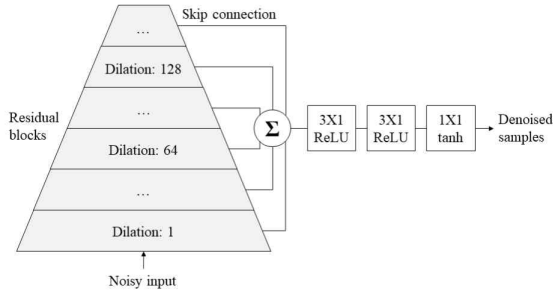 Skip connection
...
Dilation: 128
...
Residual
blocks
Dilation: 64
...
Dilation: 1
Noisy input
Σ
3X1
ReLU
3X1
ReLU
1X1
tanh
Denoised
samples